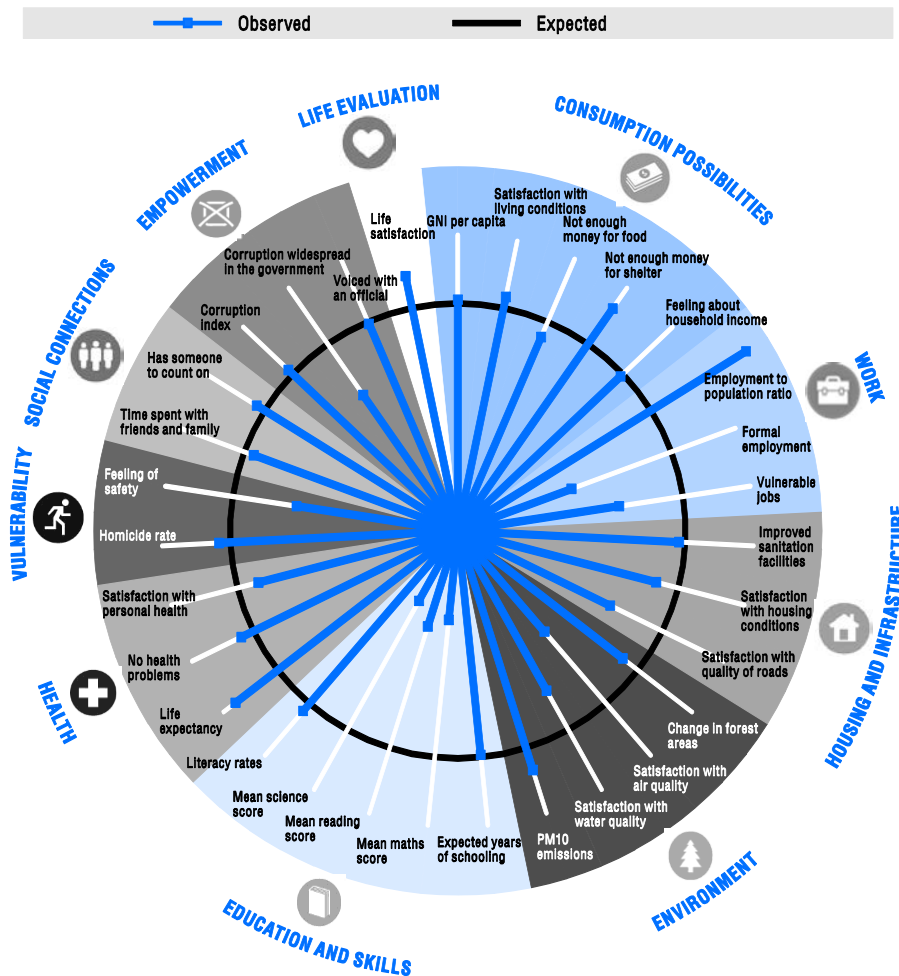 Observed
Expected
LIFE EVALUATION
CONSUMPTION POSSIBILITIES
EMPOWERMENT
SOCIAL CONNECTIONS
WORK
VULNERABILITY
HOUSING AND INFRASTRUCTURE
HEALTH
ENVIRONMENT
EDUCATION AND SKILLS
Life
satisfaction
GNI per capita
Satisfaction with
living conditions
Not enough
money for food
Not enough money
for shelter
Feeling about
household income
Employment to
population ratio
Formal
employment
Vulnerable
jobs
Improved
sanitation
facilities
Satisfaction
with housing
conditions
Satisfaction with
quality of roads
Change in forest
areas
Satisfaction with
air quality
Satisfaction with
water quality
PM10
emissions
Expected years
of schooling
Mean maths
score
Mean reading
score
Mean science
score
Literacy rates
Life
expectancy
No health
problems
Satisfaction with
personal health
Homicide rate
Feeling of
safety
Time spent with
friends and family
Has someone
to count on
Corruption
index
Corruption widespread
in the government
Voiced with
an official